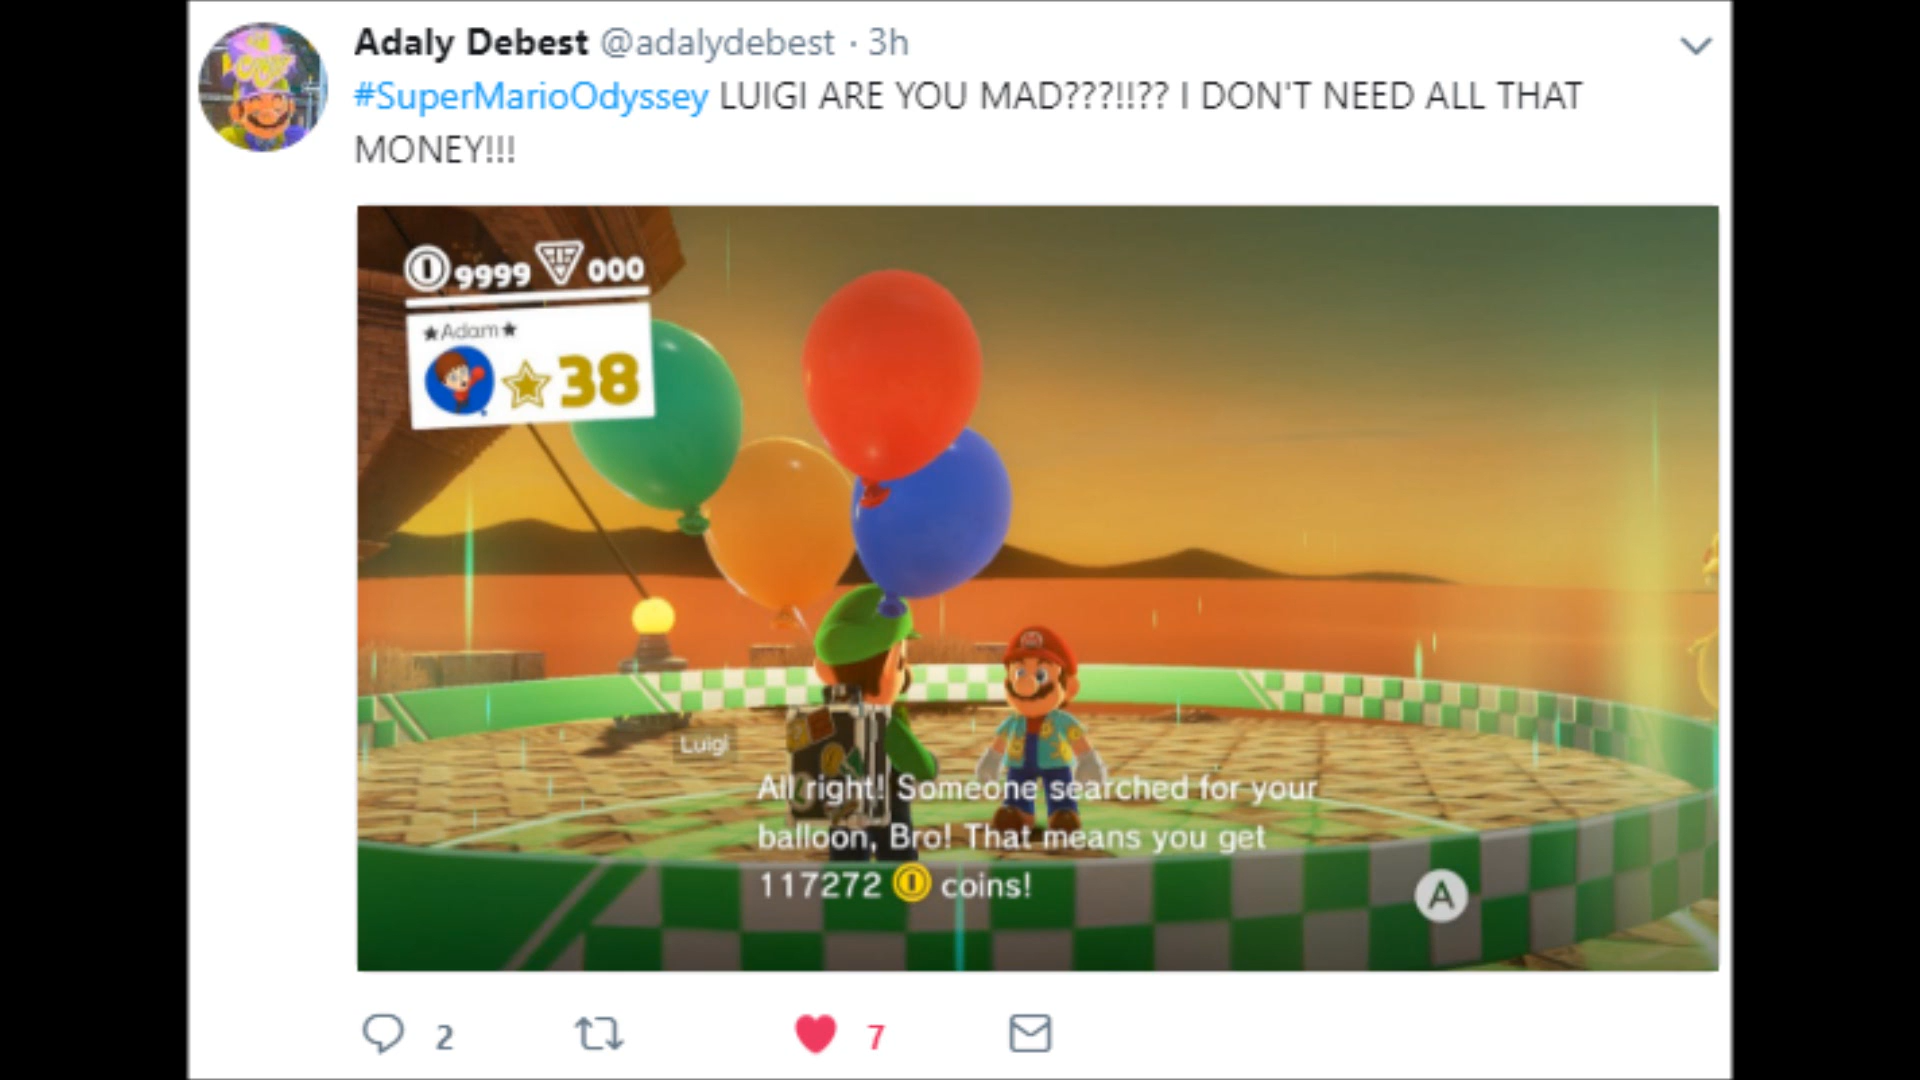 Adaly Debest @adalydebest · 3h
#SuperMarioOdyssey LUIGI ARE YOU MAD???!!?? I DON'T NEED ALL THAT
MONEY!!!
9999 000
★Adam★
38
Luigi
All right! Someone searched for your
balloon, Bro! That means you get
117272 coins!
A
2 7